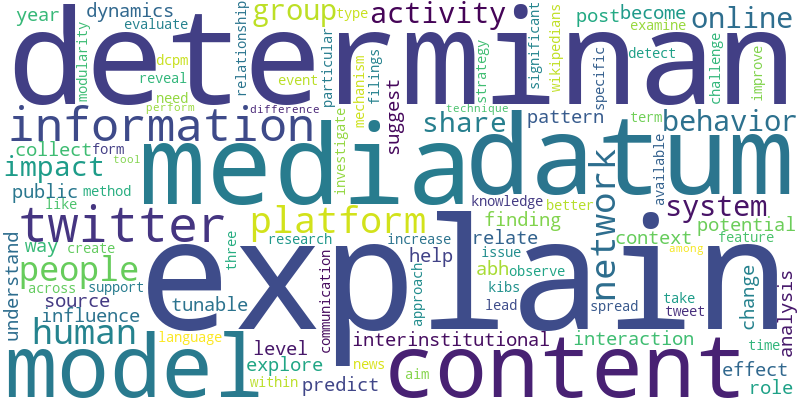 year dynamics group type activity post become online
evaluate significant examine
determinan
modularity dcpm relationship particular strategy wikipedians specific detect challenge improve
reveal event mechanism filings
need
perform difference technique
information suggest share pattern term behavior
collect form investigate
impact media datum available
tool
public method knowledge better
like network system
twitter platform finding potential
way create three research increase relate context feature
people across support help issue among
understand explain abh observe
source communication approach kibs take change
influence tunable lead spread tweet
human language interinstitutional interaction time analysis
level news
model explore predict content effect
within aim role